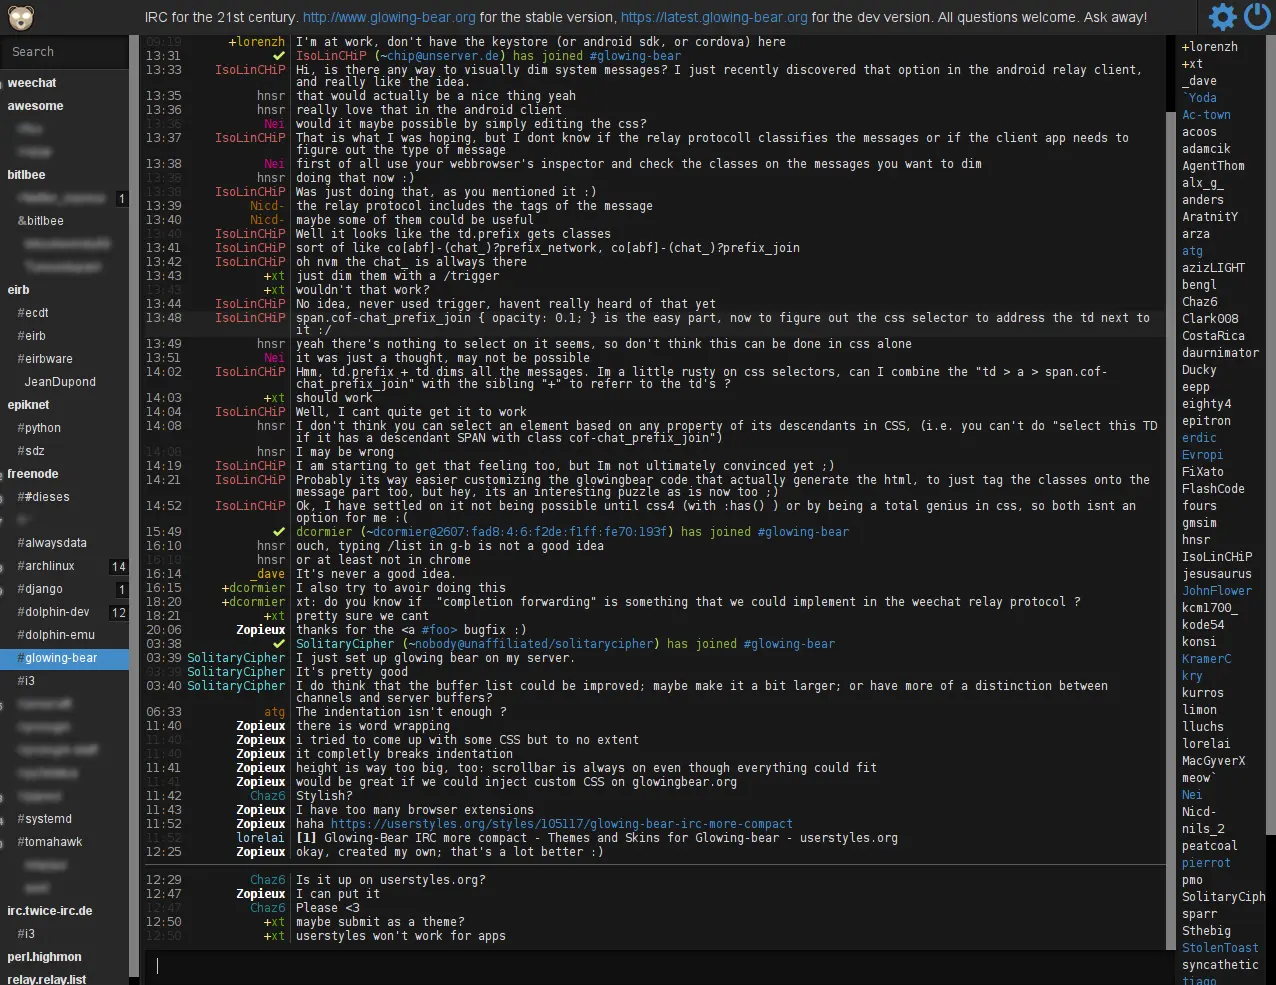 IRC for the 21st century. http://www.glowing-bear.org for the stable version, https://latest.glowing-bear.org for the dev version. All questions welcome. Ask away!
Search
weechat
awesome
bitlbee
1
&bitlbee
eirb
#ecdt
#eirb
#eirbware
JeanDupond
epiknet
#python
#sdz
freenode
##dieses
#alwaysdata
#archlinux 14
#django 1
#dolphin-dev 12
#dolphin-emu
#glowing-bear
#i3
#systemd
#tomahawk
irc.twice-irc.de
#i3
perl.highmon
relay.relay.list
09:19 +lorenzh I'm at work, don't have the keystore (or android sdk, or cordova) here
13:31 ✔ IsoLinCHiP (~chip@unserver.de) has joined #glowing-bear
13:33 IsoLinCHiP Hi, is there any way to visually dim system messages? I just recently discovered that option in the android relay client,
and really like the idea.
13:35 hnsr that would actually be a nice thing yeah
13:36 hnsr really love that in the android client
13:36 Nei would it maybe possible by simply editing the css?
13:37 IsoLinCHiP That is what I was hoping, but I dont know if the relay protocoll classifies the messages or if the client app needs to
figure out the type of message
13:38 Nei first of all use your webbrowser's inspector and check the classes on the messages you want to dim
13:38 hnsr doing that now :)
13:38 IsoLinCHiP Was just doing that, as you mentioned it :)
13:39 Nicd- the relay protocol includes the tags of the message
13:40 Nicd- maybe some of them could be useful
13:40 IsoLinCHiP Well it looks like the td.prefix gets classes
13:41 IsoLinCHiP sort of like co[abf]-(chat_)?prefix_network, co[abf]-(chat_)?prefix_join
13:42 IsoLinCHiP oh nvm the chat_ is allways there
13:43 +xt just dim them with a /trigger
13:43 +xt wouldn't that work?
13:44 IsoLinCHiP No idea, never used trigger, havent really heard of that yet
13:48 IsoLinCHiP span.cof-chat_prefix_join { opacity: 0.1; } is the easy part, now to figure out the css selector to address the td next to
it :/
13:49 hnsr yeah there's nothing to select on it seems, so don't think this can be done in css alone
13:51 Nei it was just a thought, may not be possible
14:02 IsoLinCHiP Hmm, td.prefix + td dims all the messages. Im a little rusty on css selectors, can I combine the "td > a > span.cof-
chat_prefix_join" with the sibling "+" to referr to the td's ?
14:03 +xt should work
14:04 IsoLinCHiP Well, I cant quite get it to work
14:08 hnsr I don't think you can select an element based on any property of its descendants in CSS, (i.e. you can't do "select this TD
if it has a descendant SPAN with class cof-chat_prefix_join")
14:08 hnsr I may be wrong
14:19 IsoLinCHiP I am starting to get that feeling too, but Im not ultimately convinced yet ;)
14:21 IsoLinCHiP Probably its way easier customizing the glowingbear code that actually generate the html, to just tag the classes onto the
message part too, but hey, its an interesting puzzle as is now too ;)
14:52 IsoLinCHiP Ok, I have settled on it not being possible until css4 (with :has() ) or by being a total genius in css, so both isnt an
option for me :(
15:49 ✔ dcormier (~dcormier@2607:fad8:4:6:f2de:f1ff:fe70:193f) has joined #glowing-bear
16:10 hnsr ouch, typing /list in g-b is not a good idea
16:10 hnsr or at least not in chrome
16:14 _dave It's never a good idea.
16:15 +dcormier I also try to avoir doing this
18:20 +dcormier xt: do you know if  "completion forwarding" is something that we could implement in the weechat relay protocol ?
18:21 +xt pretty sure we cant
20:06 Zopieux thanks for the <a #foo> bugfix :)
03:38 ✔ SolitaryCipher (~nobody@unaffiliated/solitarycipher) has joined #glowing-bear
03:39 SolitaryCipher I just set up glowing bear on my server.
03:39 SolitaryCipher It's pretty good
03:40 SolitaryCipher I do think that the buffer list could be improved; maybe make it a bit larger; or have more of a distinction between
channels and server buffers?
06:33 atg The indentation isn't enough ?
11:40 Zopieux there is word wrapping
11:40 Zopieux i tried to come up with some CSS but to no extent
11:40 Zopieux it completly breaks indentation
11:41 Zopieux height is way too big, too: scrollbar is always on even though everything could fit
11:41 Zopieux would be great if we could inject custom CSS on glowingbear.org
11:42 Chaz6 Stylish?
11:43 Zopieux I have too many browser extensions
11:52 Zopieux haha https://userstyles.org/styles/105117/glowing-bear-irc-more-compact
11:52 lorelai [1] Glowing-Bear IRC more compact - Themes and Skins for Glowing-bear - userstyles.org
12:25 Zopieux okay, created my own; that's a lot better :)
12:29 Chaz6 Is it up on userstyles.org?
12:47 Zopieux I can put it
12:47 Chaz6 Please <3
12:50 +xt maybe submit as a theme?
12:50 +xt userstyles won't work for apps
+lorenzh
+xt
_dave
`Yoda
Ac-town
acoos
adamcik
AgentThom
alx_g_
anders
AratnitY
arza
atg
azizLIGHT
bengl
Chaz6
Clark008
CostaRica
daurnimator
Ducky
eepp
eighty4
epitron
erdic
Evropi
FiXato
FlashCode
fours
gmsim
hnsr
IsoLinCHiP
jesusaurus
JohnFlower
kcm1700_
kode54
konsi
KramerC
kry
kurros
limon
lluchs
lorelai
MacGyverX
meow`
Nei
Nicd-
nils_2
peatcoal
pierrot
pmo
SolitaryCiph
sparr
Sthebig
StolenToast
syncathetic
tiago